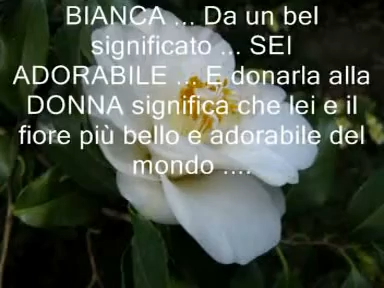 BIANCA ... Da un bel
significato ... SEI
ADORABILE ... E donarla alla
DONNA significa che lei e il
fiore più bello e adorabile del
mondo ....